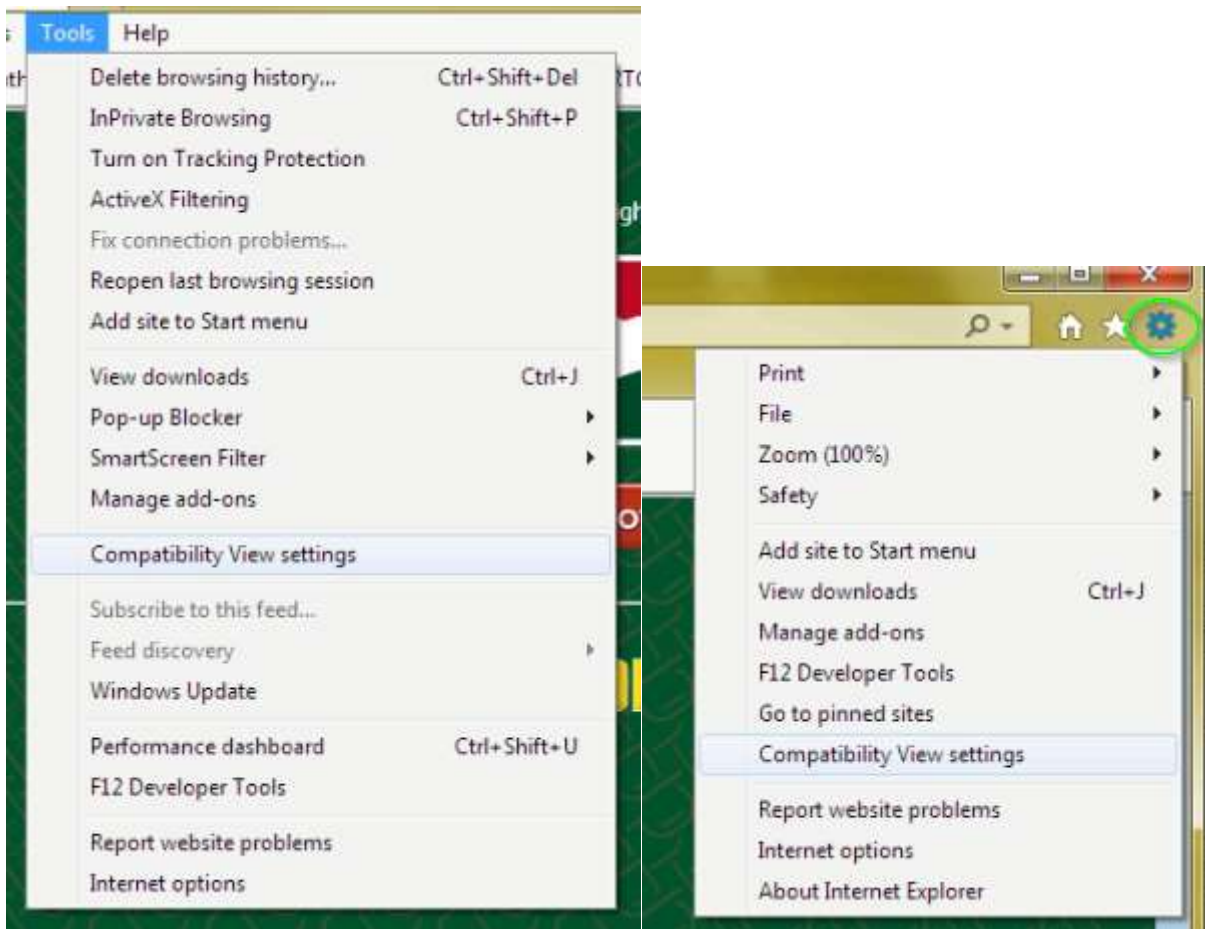 Tools Help
Delete browsing history... Ctrl+Shift+Del
InPrivate Browsing Ctrl+Shift+P
Turn on Tracking Protection
ActiveX Filtering
Fix connection problems...
Reopen last browsing session
Add site to Start menu
View downloads Ctrl+J
Pop-up Blocker
SmartScreen Filter
Manage add-ons
Compatibility View settings
Subscribe to this feed...
Feed discovery
Windows Update
Performance dashboard Ctrl+Shift+U
F12 Developer Tools
Report website problems
Internet options
Print
File
Zoom (100%)
Safety
Add site to Start menu
View downloads Ctrl+J
Manage add-ons
F12 Developer Tools
Go to pinned sites
Compatibility View settings
Report website problems
Internet options
About Internet Explorer